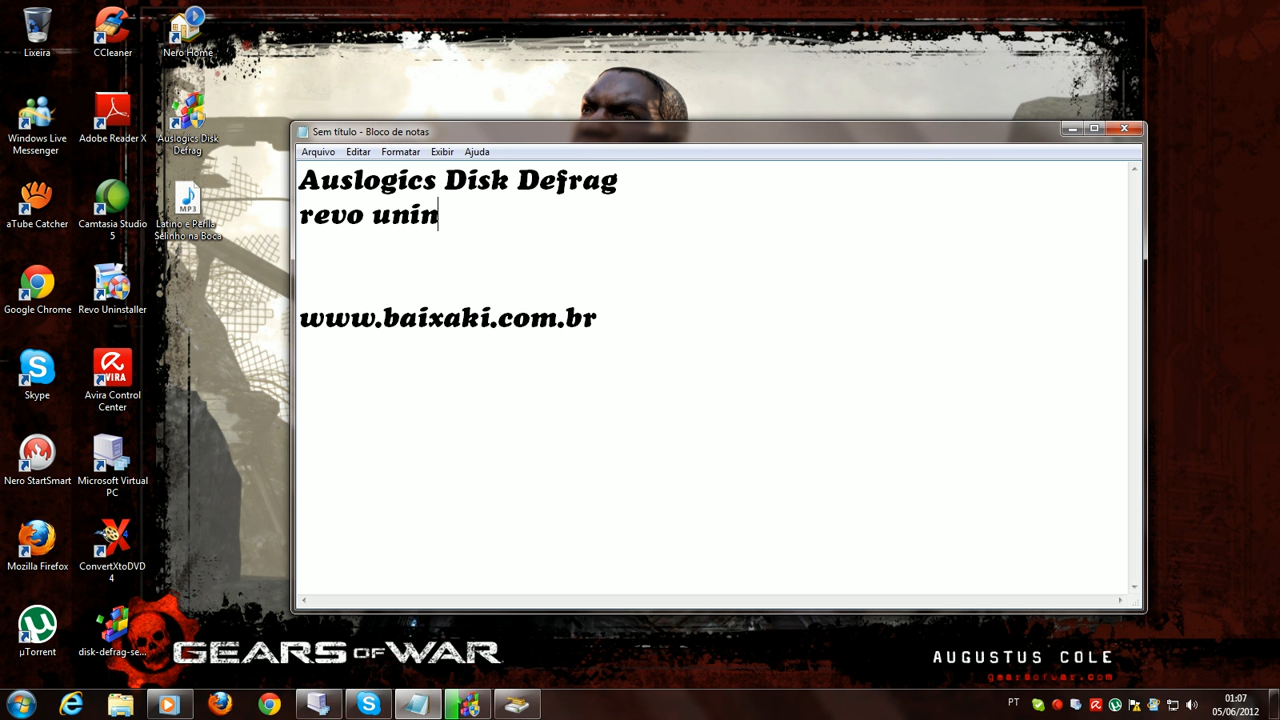 Lixeira
CCleaner
Nero Home
Windows Live
Messenger
Adobe Reader X
Auslogics Disk
Defrag
aTube Catcher
Camtasia Studio
5
Latino e Perlla -
Selinho na Boca
Google Chrome
Revo Uninstaller
Skype
Avira Control
Center
Nero StartSmart
Microsoft Virtual
PC
Mozilla Firefox
ConvertXtoDVD
4
µTorrent
disk-defrag-se...
Sem título - Bloco de notas
Arquivo Editar Formatar Exibir Ajuda
Auslogics Disk Defrag
revo unin
www.baixaki.com.br
GEARS OF WAR
AUGUSTUS COLE
gearsofwar.com
PT
01:07
05/06/2012